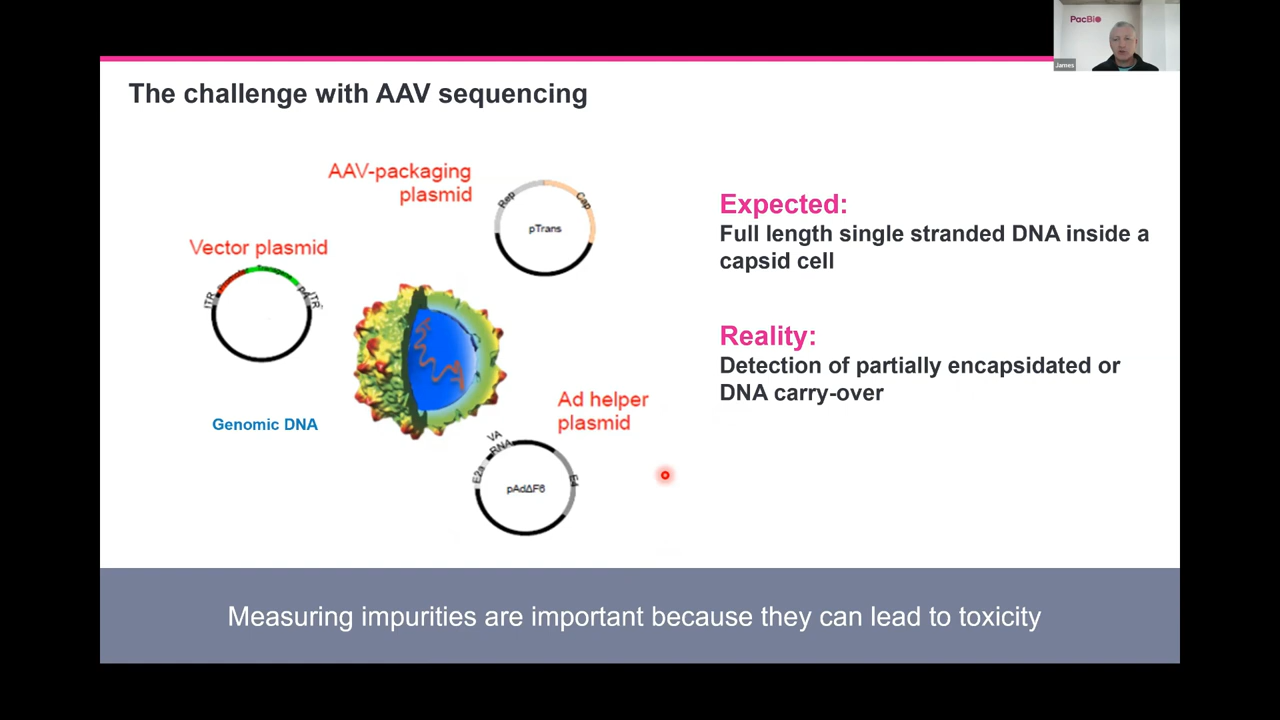 PacBio
James
The challenge with AAV sequencing
AAV-packaging
plasmid
Rep
Cap
pTrans
Vector plasmid
ITR
ITR
Genomic DNA
Ad helper
plasmid
VA
RNA
E2a
E4
pAdΔF6
Expected:
Full length single stranded DNA inside a
capsid cell
Reality:
Detection of partially encapsidated or
DNA carry-over
Measuring impurities are important because they can lead to toxicity